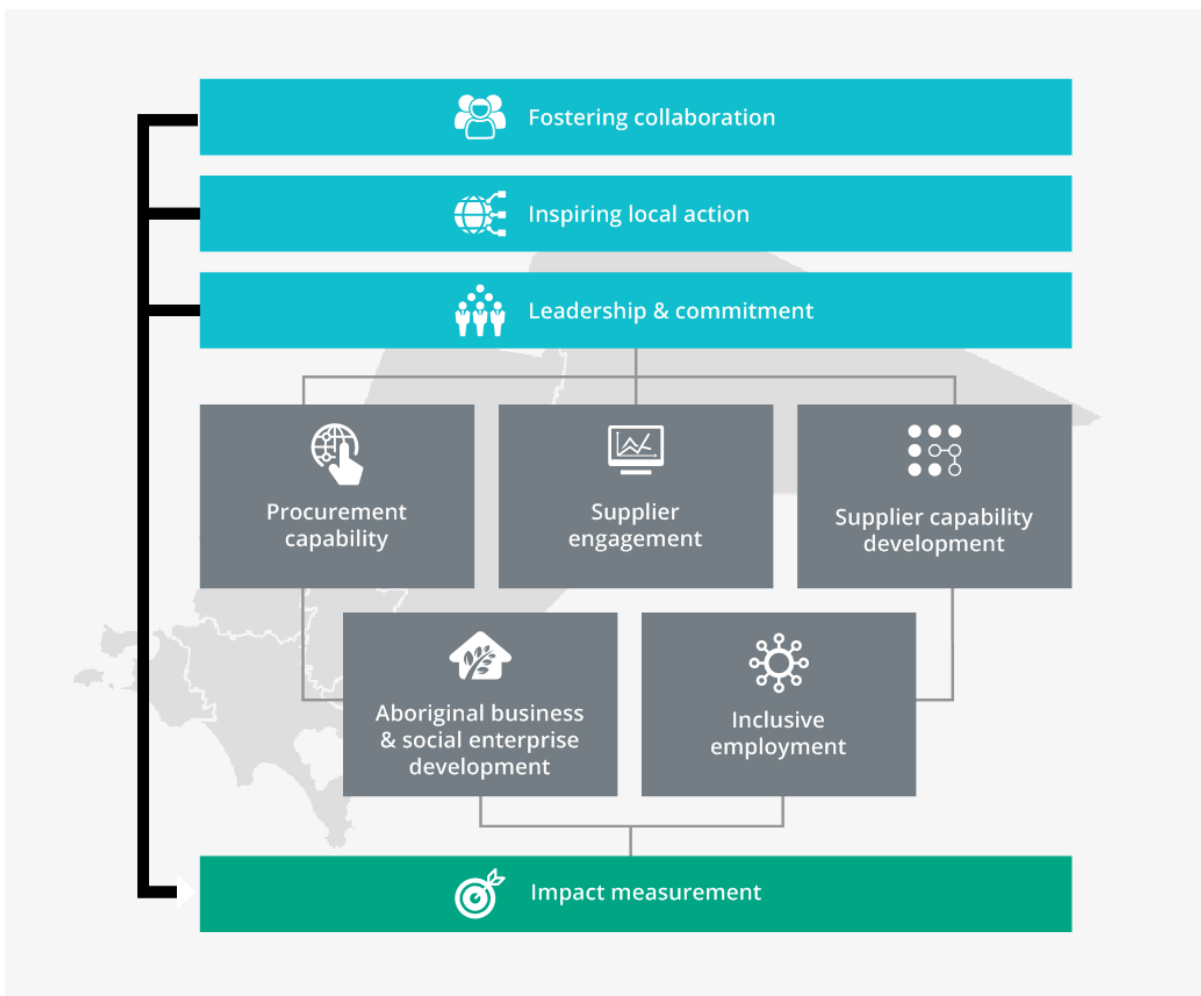 Fostering collaboration
Inspiring local action
Leadership & commitment
Procurement
capability
Supplier
engagement
Supplier capability
development
Aboriginal business
& social enterprise
development
Inclusive
employment
Impact measurement